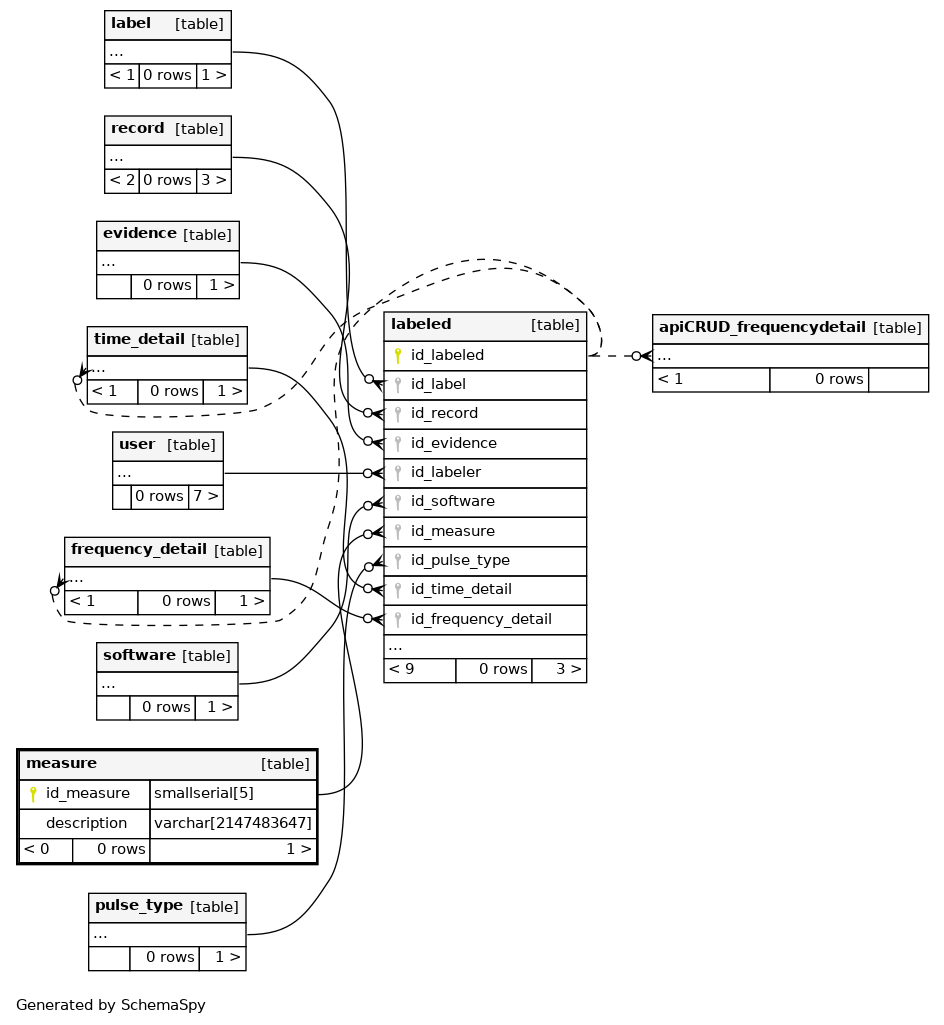 label [table]
...
< 1 0 rows 1 >
record [table]
...
< 2 0 rows 3 >
evidence [table]
...
0 rows 1 >
time_detail [table]
...
< 1 0 rows 1 >
user [table]
...
0 rows 7 >
frequency_detail [table]
...
< 1 0 rows 1 >
software [table]
...
0 rows 1 >
measure [table]
id_measure smallserial[5]
description varchar[2147483647]
< 0 0 rows 1 >
pulse_type [table]
...
0 rows 1 >
labeled [table]
id_labeled
id_label
id_record
id_evidence
id_labeler
id_software
id_measure
id_pulse_type
id_time_detail
id_frequency_detail
...
< 9 0 rows 3 >
apiCRUD_frequencydetail [table]
...
< 1 0 rows
Generated by SchemaSpy